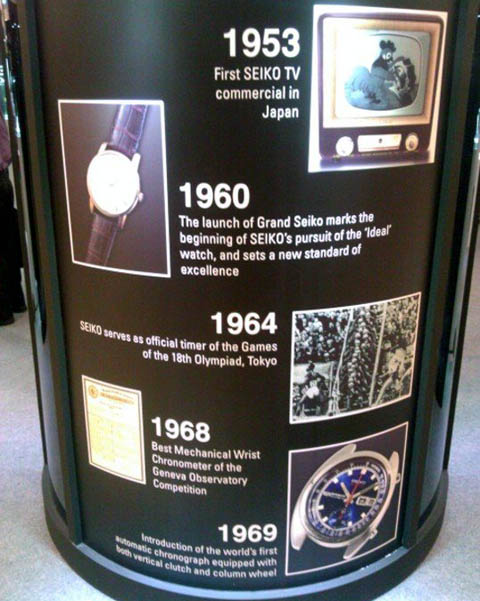 1953
First SEIKO TV
commercial in
Japan
1960
The launch of Grand Seiko marks the
beginning of SEIKO's pursuit of the 'Ideal'
watch, and sets a new standard of
excellence
1964
SEIKO serves as official timer of the Games
of the 18th Olympiad, Tokyo
1968
Best Mechanical Wrist
Chronometer of the
Geneva Observatory
Competition
1969
Introduction of the world's first
automatic chronograph equipped with
both vertical clutch and column wheel